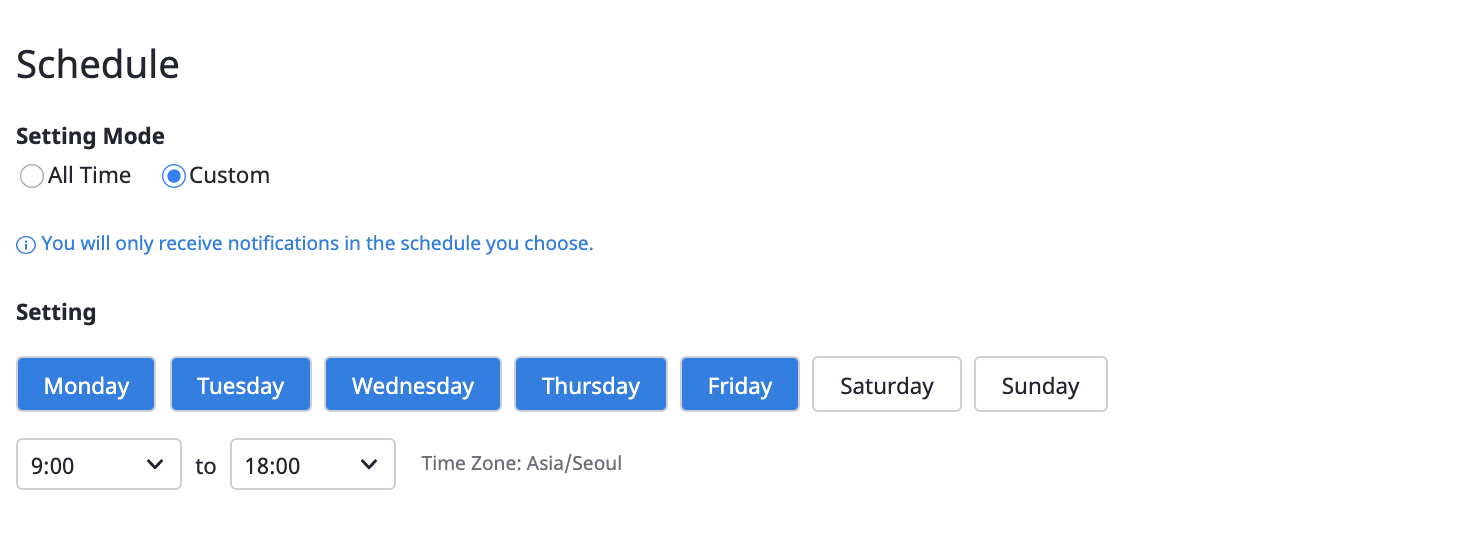 Schedule
Setting Mode
All Time Custom
You will only receive notifications in the schedule you choose.
Setting
Monday Tuesday Wednesday Thursday Friday Saturday Sunday
9:00 to 18:00 Time Zone: Asia/Seoul